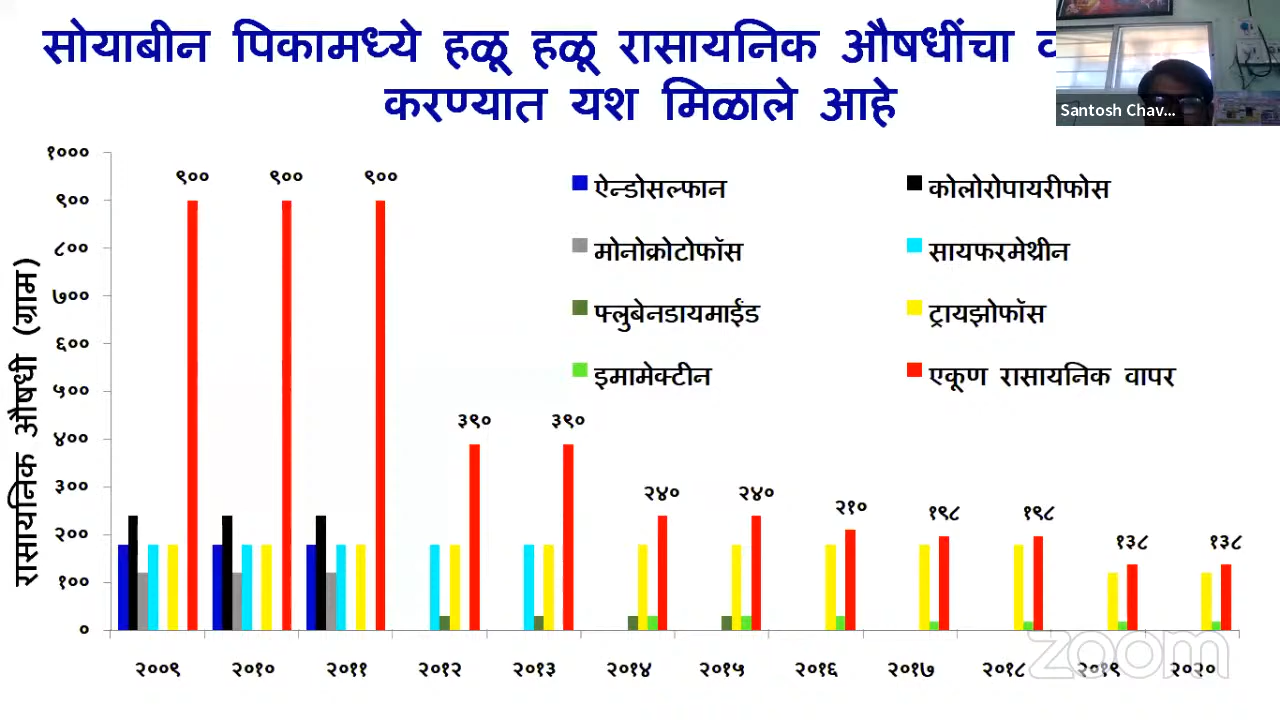 सोयाबीन पिकामध्ये हळू हळू रासायनिक औषधींचा
करण्यात यश मिळाले आहे
Santosh Chav...
रासायनिक औषधी (ग्राम)
१०००
९००
८००
७००
६००
५००
४००
३००
२००
१००
०
९०० ९०० ९०० ३९० ३९० २४० २४० २१० १९८ १९८ १३८ १३८
ऐन्डोसल्फान
कोलोरोपायरीफोस
मोनोक्रोटोफॉस
सायफरमेथ्रीन
फ्लुबेनडायमाईड
ट्रायझोफॉस
इमामेक्टीन
एकूण रासायनिक वापर
२००९ २०१० २०११ २०१२ २०१३ २०१४ २०१५ २०१६ २०१७ २०१८ २०१९ २०२०
zoom